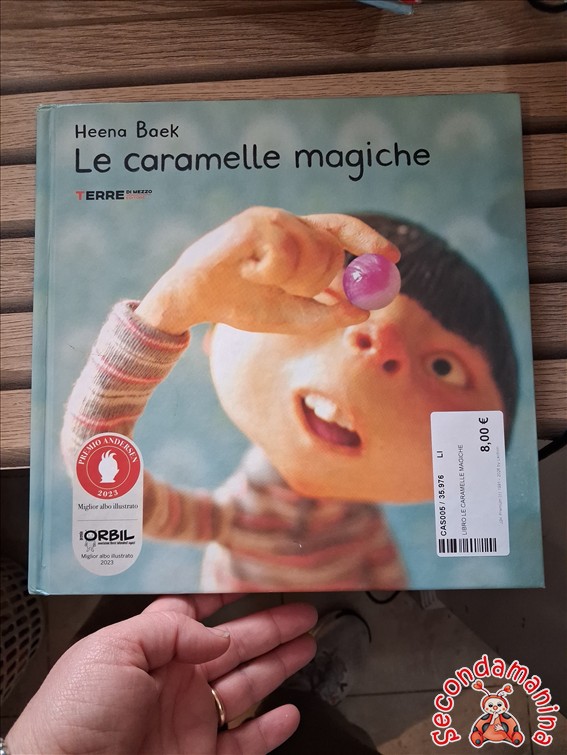 Heena Baek
Le caramelle magiche
TERRE DI MEZZO
PREMIO ANDERSEN
2023
Miglior albo illustrato
ORBIL
Miglior albo illustrato
2023
CAS005 / 35.976 LI
LIBRO LE CARAMELLE MAGICHE
8,00 €
Secondamanina